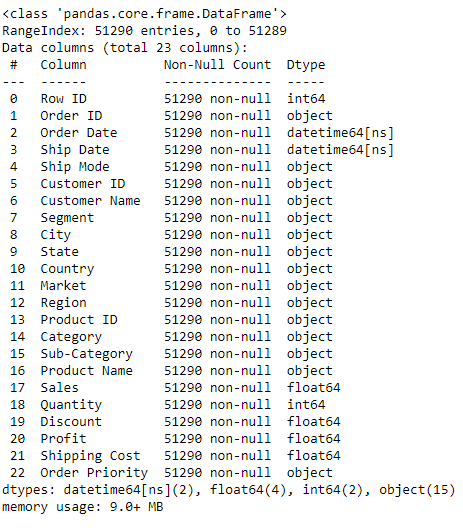 <class 'pandas.core.frame.DataFrame'>
RangeIndex: 51290 entries, 0 to 51289
Data columns (total 23 columns):
 #   Column          Non-Null Count  Dtype
---  ------          --------------  -----
 0   Row ID          51290 non-null  int64
 1   Order ID        51290 non-null  object
 2   Order Date      51290 non-null  datetime64[ns]
 3   Ship Date       51290 non-null  datetime64[ns]
 4   Ship Mode       51290 non-null  object
 5   Customer ID     51290 non-null  object
 6   Customer Name   51290 non-null  object
 7   Segment         51290 non-null  object
 8   City            51290 non-null  object
 9   State           51290 non-null  object
 10  Country         51290 non-null  object
 11  Market          51290 non-null  object
 12  Region          51290 non-null  object
 13  Product ID      51290 non-null  object
 14  Category        51290 non-null  object
 15  Sub-Category    51290 non-null  object
 16  Product Name    51290 non-null  object
 17  Sales           51290 non-null  float64
 18  Quantity        51290 non-null  int64
 19  Discount        51290 non-null  float64
 20  Profit          51290 non-null  float64
 21  Shipping Cost   51290 non-null  float64
 22  Order Priority  51290 non-null  object
dtypes: datetime64[ns](2), float64(4), int64(2), object(15)
memory usage: 9.0+ MB